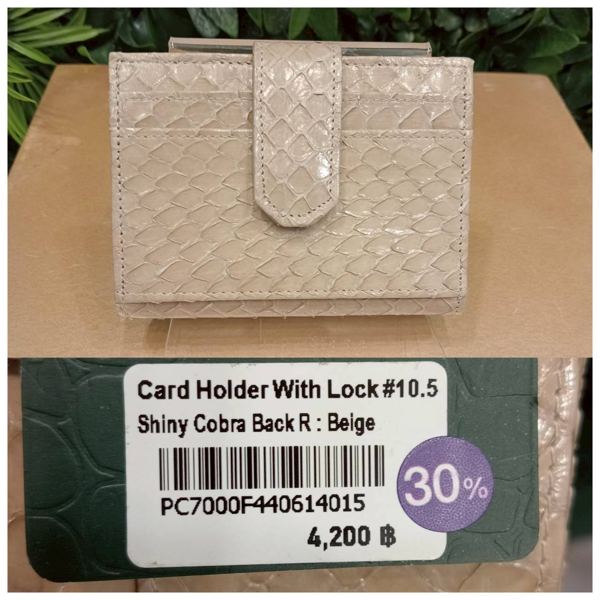 Card Holder With Lock #10.5
Shiny Cobra Back R : Beige
PC7000F440614015
30%
4,200 ฿